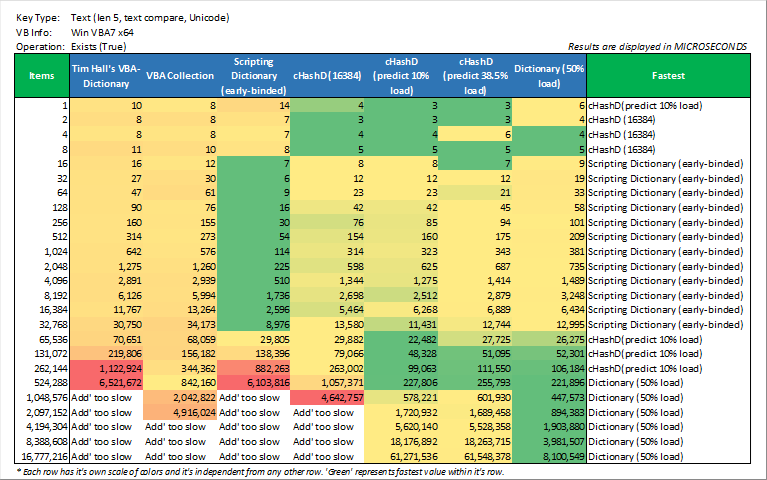 Key Type: Text (len 5, text compare, Unicode)
VB Info: Win VBA7 x64
Operation: Exists (True) Results are displayed in MICROSECONDS
Items Tim Hall's VBA-Dictionary VBA Collection Scripting Dictionary (early-binded) cHashD (16384) cHashD (predict 10% load) cHashD (predict 38.5% load) Dictionary (50% load) Fastest
1 10 8 14 4 3 3 6 cHashD(predict 10% load)
2 8 8 7 3 3 3 4 cHashD (16384)
4 8 8 7 4 4 6 4 cHashD (16384)
8 11 10 8 5 5 5 5 cHashD (16384)
16 16 12 7 8 8 7 9 Scripting Dictionary (early-binded)
32 27 30 6 12 12 12 19 Scripting Dictionary (early-binded)
64 47 61 9 23 23 21 33 Scripting Dictionary (early-binded)
128 90 76 16 42 42 45 58 Scripting Dictionary (early-binded)
256 160 155 30 76 85 94 101 Scripting Dictionary (early-binded)
512 314 273 54 154 160 175 209 Scripting Dictionary (early-binded)
1,024 642 576 114 314 323 343 381 Scripting Dictionary (early-binded)
2,048 1,275 1,260 225 598 625 687 735 Scripting Dictionary (early-binded)
4,096 2,891 2,939 510 1,344 1,275 1,414 1,489 Scripting Dictionary (early-binded)
8,192 6,126 5,994 1,736 2,698 2,512 2,879 3,248 Scripting Dictionary (early-binded)
16,384 11,767 13,264 2,596 5,464 6,268 6,889 6,434 Scripting Dictionary (early-binded)
32,768 30,750 34,173 8,976 13,580 11,431 12,744 12,995 Scripting Dictionary (early-binded)
65,536 70,651 68,059 29,805 29,882 22,482 27,725 26,275 cHashD(predict 10% load)
131,072 219,806 156,182 138,396 79,066 48,328 51,095 52,301 cHashD(predict 10% load)
262,144 1,122,924 344,362 882,263 263,002 99,063 111,550 106,184 cHashD(predict 10% load)
524,288 6,521,672 842,160 6,103,816 1,057,371 227,806 255,793 221,896 Dictionary (50% load)
1,048,576 Add' too slow 2,042,822 Add' too slow 4,642,757 578,221 601,930 447,573 Dictionary (50% load)
2,097,152 Add' too slow 4,916,024 Add' too slow Add' too slow 1,720,932 1,689,458 894,383 Dictionary (50% load)
4,194,304 Add' too slow Add' too slow Add' too slow Add' too slow 5,620,140 5,528,358 1,903,880 Dictionary (50% load)
8,388,608 Add' too slow Add' too slow Add' too slow Add' too slow 18,176,892 18,263,715 3,981,507 Dictionary (50% load)
16,777,216 Add' too slow Add' too slow Add' too slow Add' too slow 61,271,536 61,548,378 8,100,549 Dictionary (50% load)
* Each row has it's own scale of colors and it's independent from any other row. 'Green' represents fastest value within it's row.